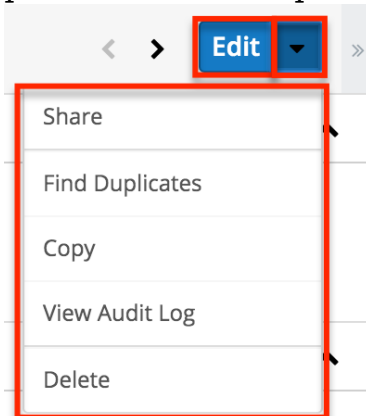 Edit
Share
Find Duplicates
Copy
View Audit Log
Delete